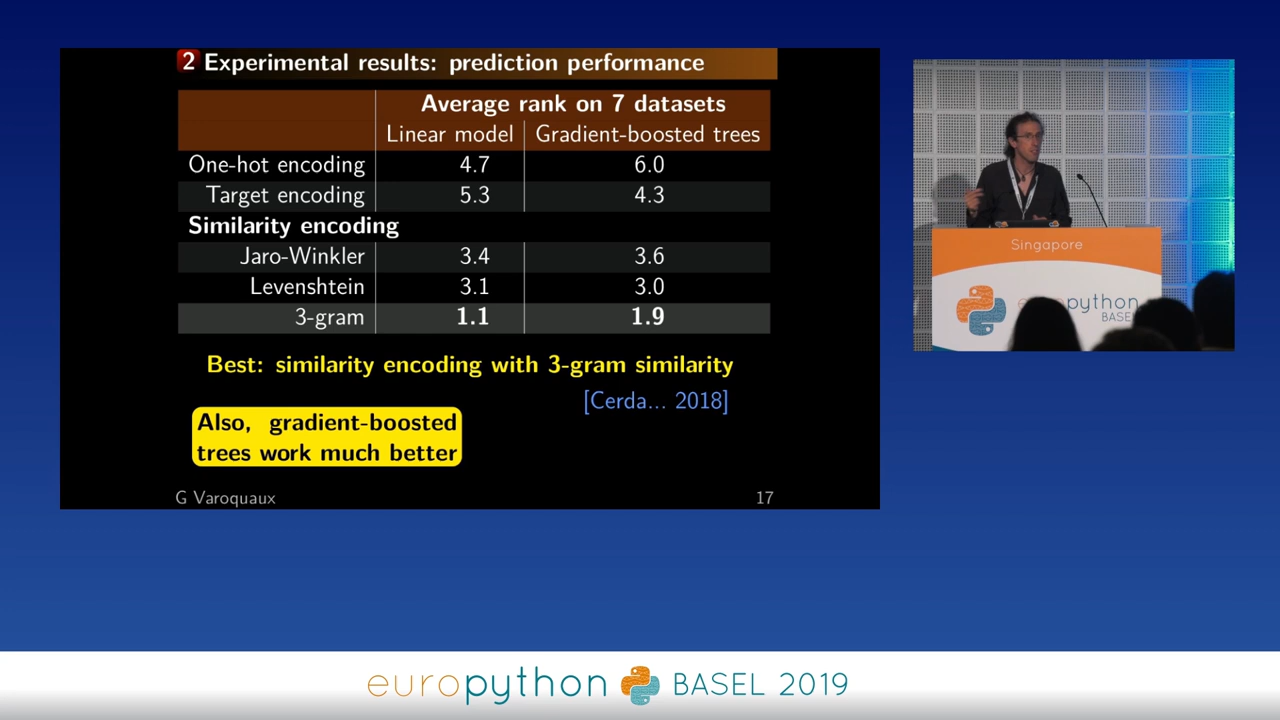 2 Experimental results: prediction performance
Average rank on 7 datasets
Linear model Gradient-boosted trees
One-hot encoding 4.7 6.0
Target encoding 5.3 4.3
Similarity encoding
Jaro-Winkler 3.4 3.6
Levenshtein 3.1 3.0
3-gram 1.1 1.9
Best: similarity encoding with 3-gram similarity
[Cerda... 2018]
Also, gradient-boosted
trees work much better
G Varoquaux 17
Singapore
europython
BASEL
europython BASEL 2019